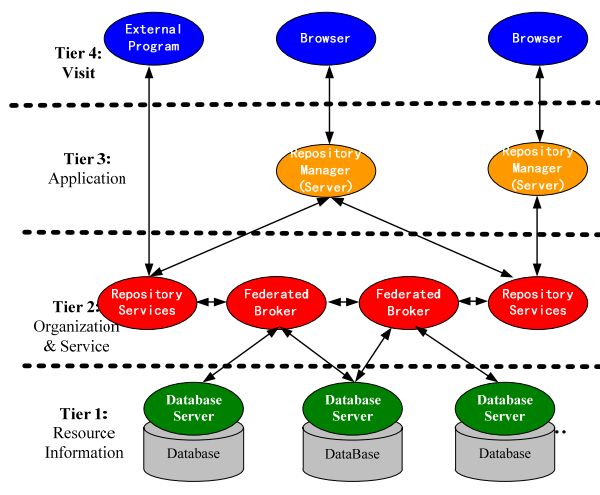 External
Program
Browser
Browser
Tier 4:
Visit
Repository
Manager
(Server)
Repository
Manager
(Server)
Tier 3:
Application
Repository
Services
Federated
Broker
Federated
Broker
Repository
Services
Tier 2:
Organization
& Service
Database
Server
Database
Server
Database
Server
..
Tier 1:
Resource
Information
Database
DataBase
Database